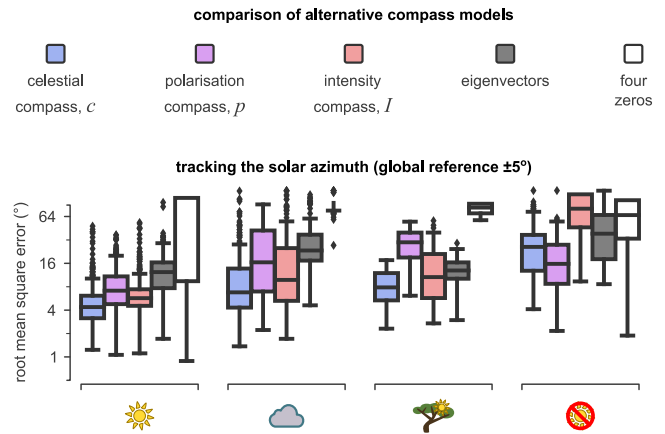 comparison of alternative compass models
celestial
compass, c
polarisation
compass, p
intensity
compass, I
eigenvectors
four
zeros
tracking the solar azimuth (global reference ±5°)
root mean square error (°)
64
16
4
1